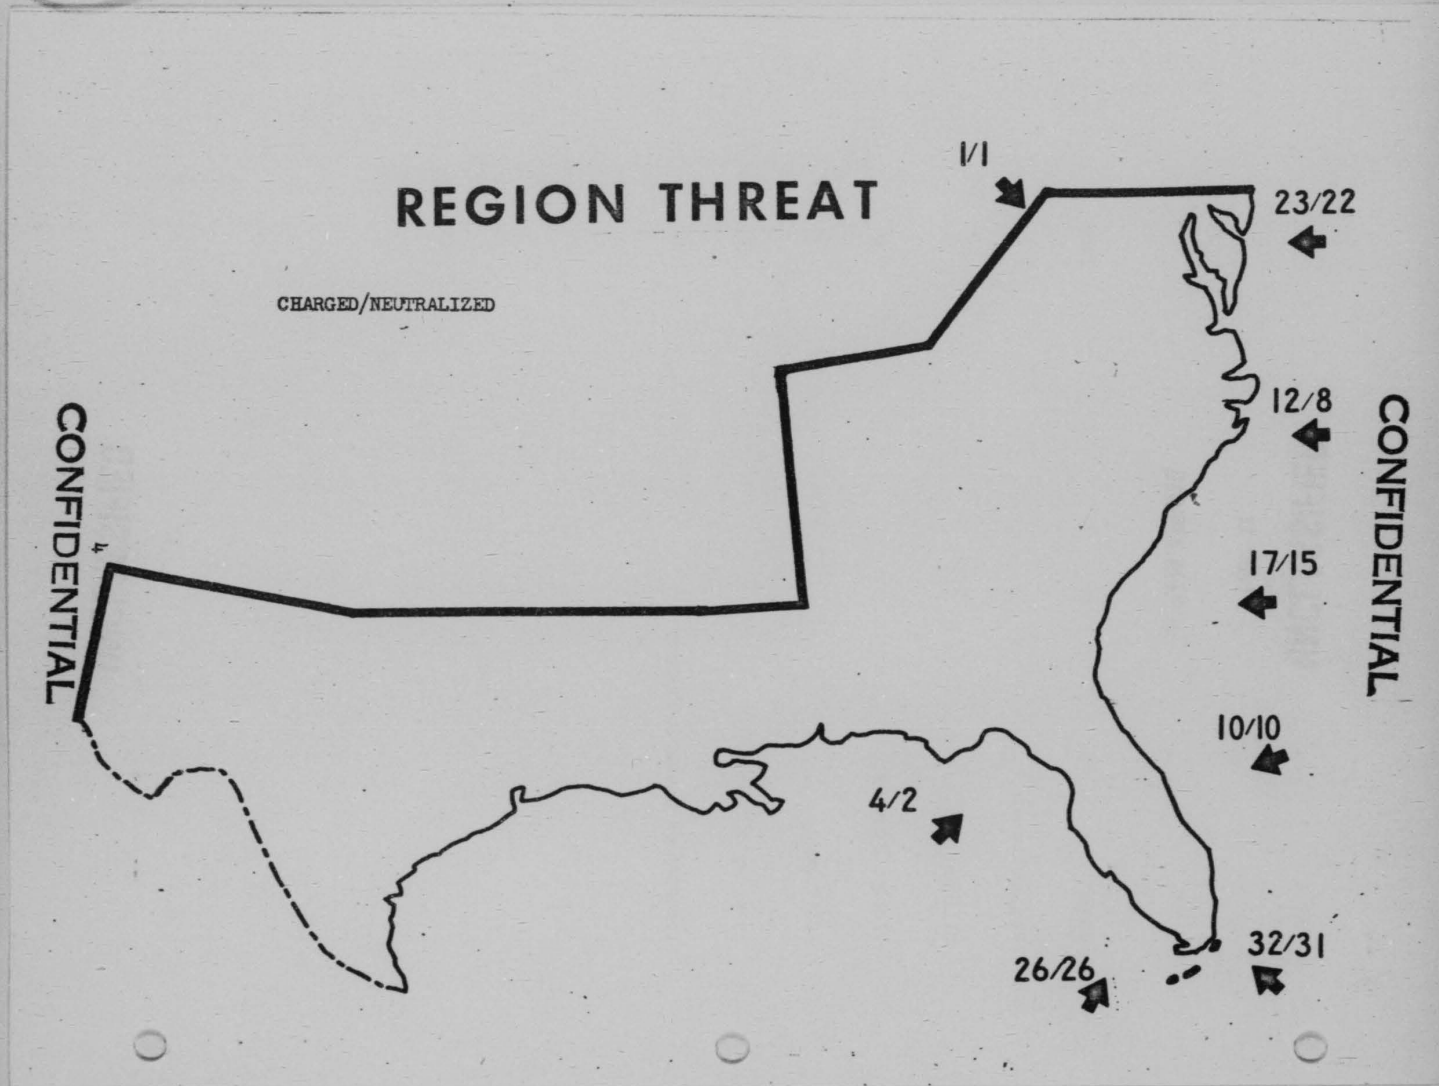 1/1
REGION THREAT
23/22
CHARGED/NEUTRALIZED
12/8
CONFIDENTIAL
CONFIDENTIAL
4
17/15
10/10
4/2
32/31
26/26